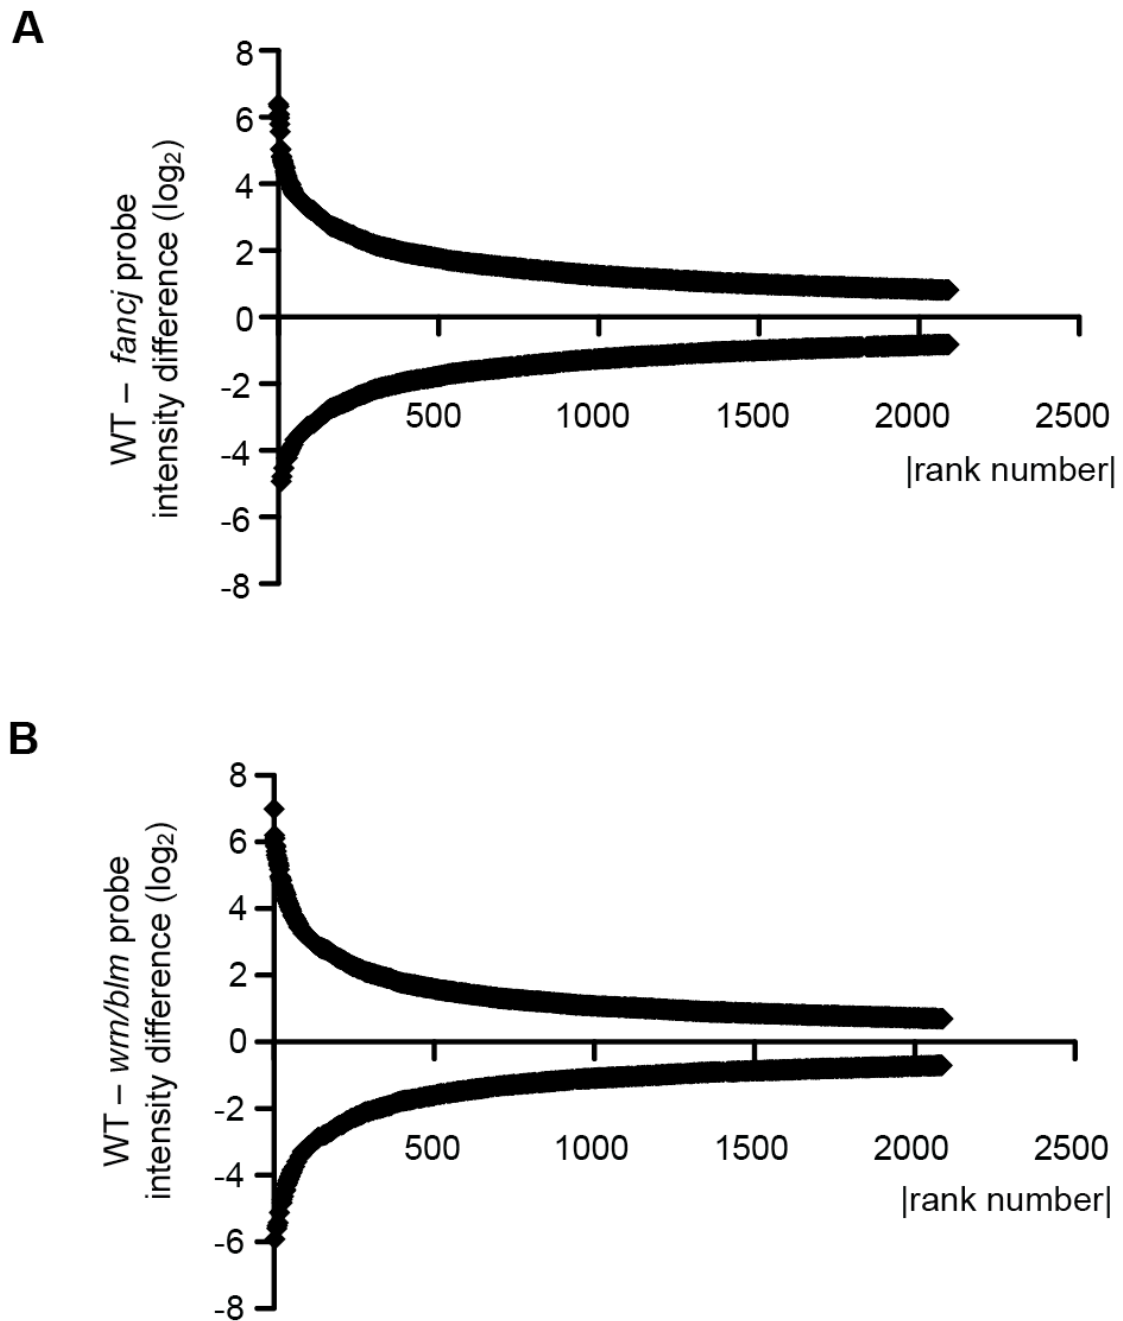 A
8
6
4
2
0
-2
-4
-6
-8
WT – fancj probe
intensity difference (log₂)
500 1000 1500 2000 2500
|rank number|
B
8
6
4
2
0
-2
-4
-6
-8
WT – wrn/blm probe
intensity difference (log₂)
500 1000 1500 2000 2500
|rank number|